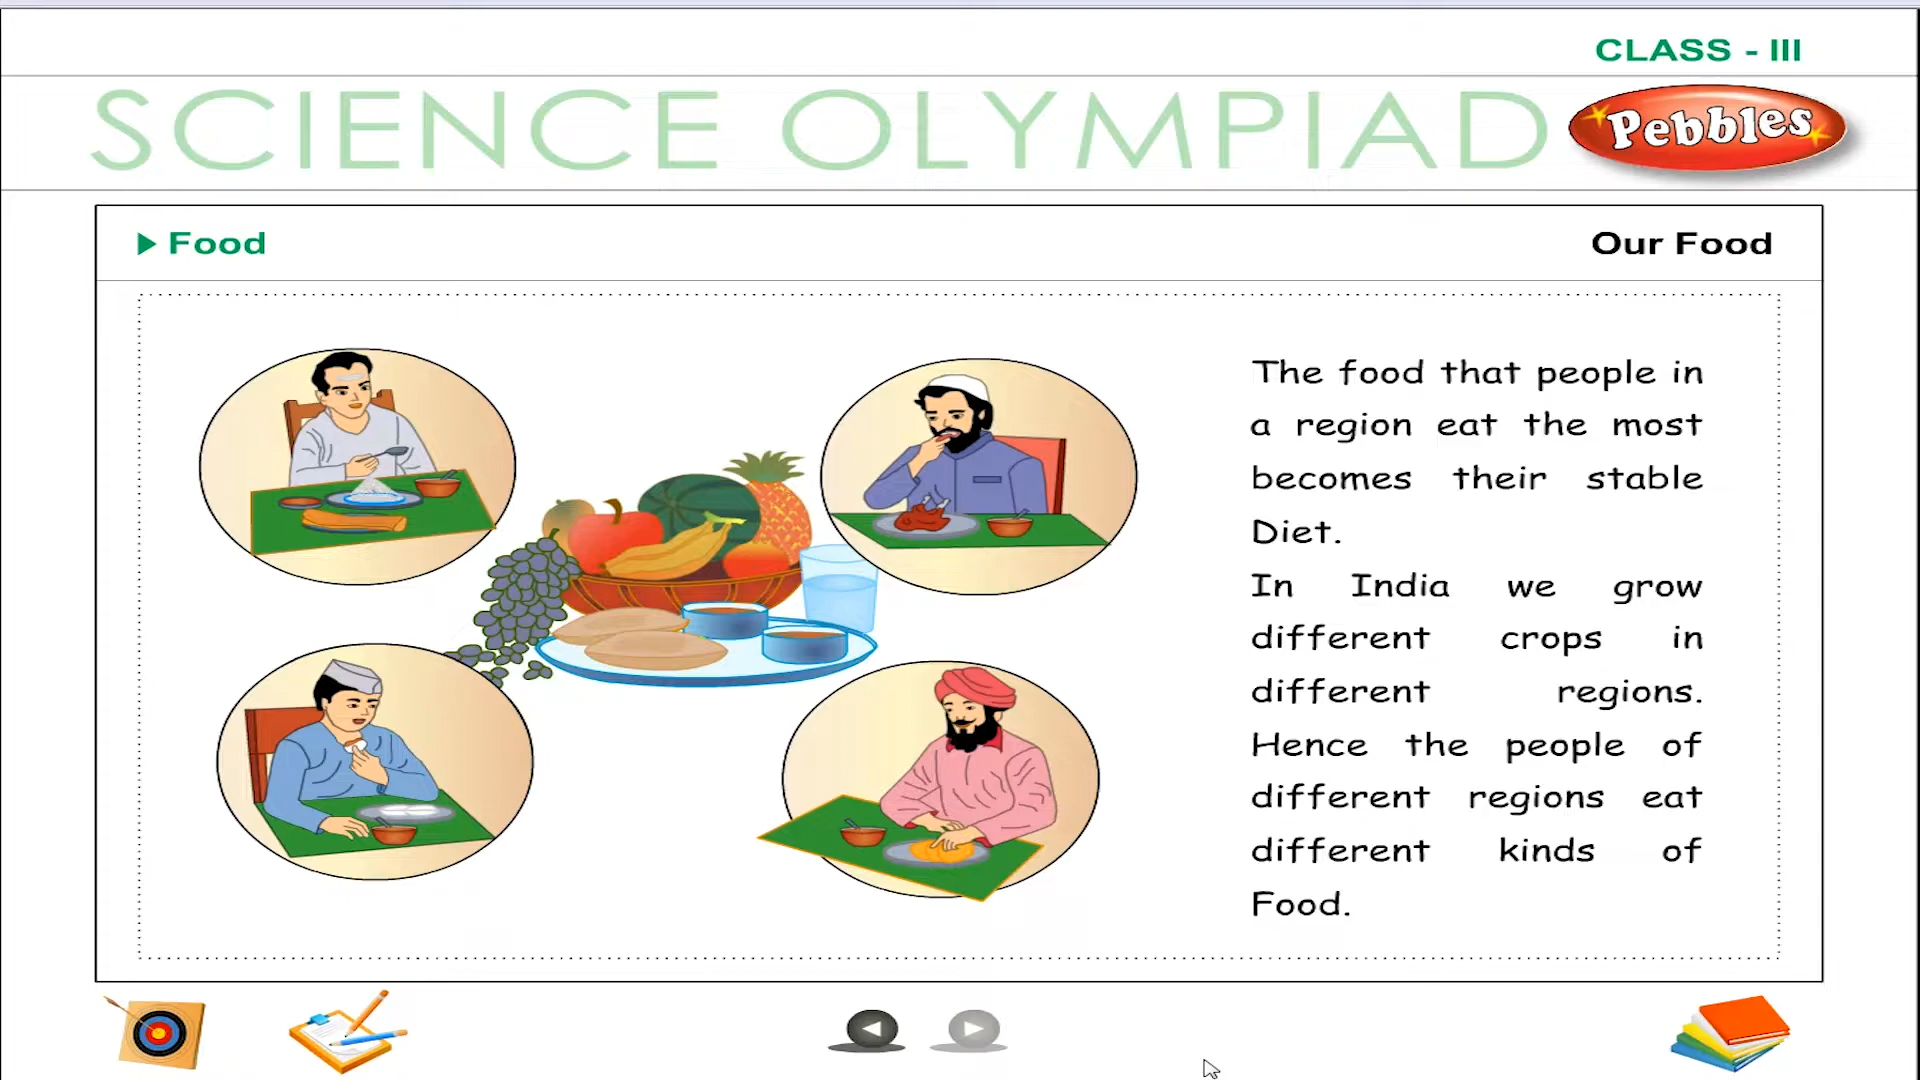 CLASS - III
SCIENCE OLYMPIAD
Pebbles
Food
Our Food
The food that people in
a region eat the most
becomes their stable
Diet.
In India we grow
different crops in
different regions.
Hence the people of
different regions eat
different kinds of
Food.